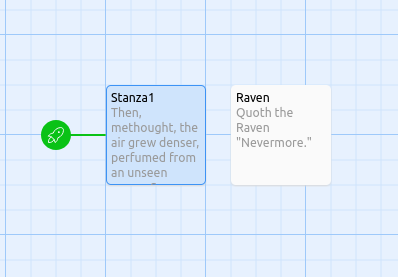 Stanza1
Then,
methought, the
air grew denser,
perfumed from
an unseen
Raven
Quoth the
Raven
"Nevermore."